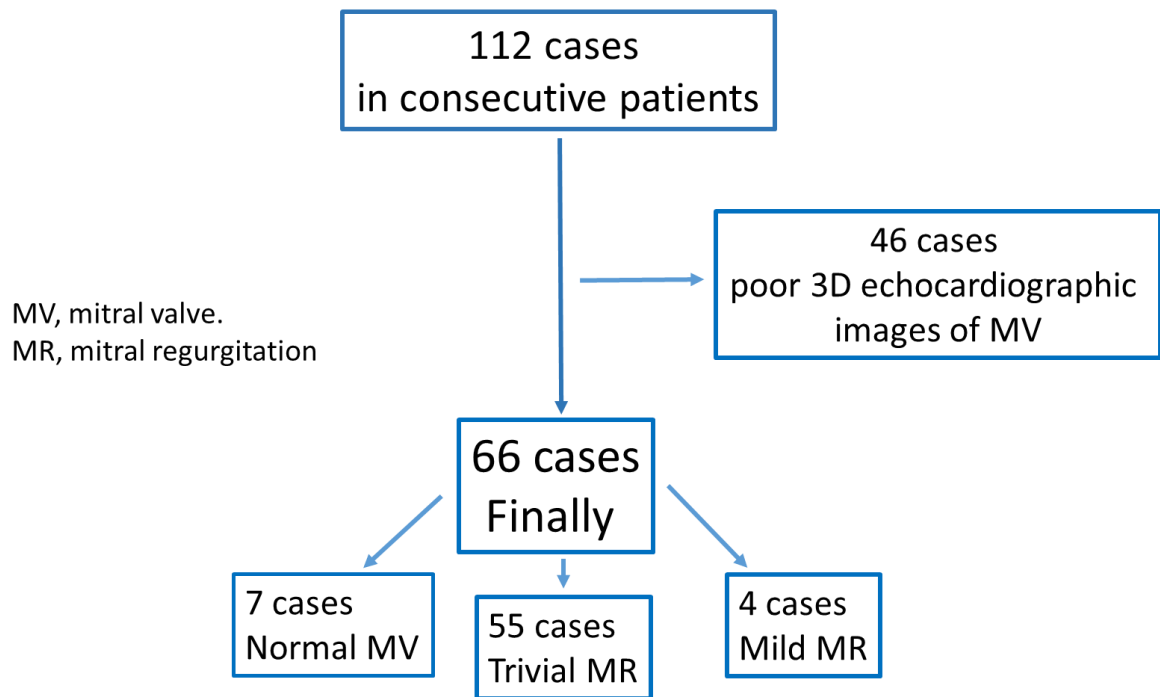 112 cases
in consecutive patients
46 cases
poor 3D echocardiographic
images of MV
MV, mitral valve.
MR, mitral regurgitation
66 cases
Finally
7 cases
Normal MV
55 cases
Trivial MR
4 cases
Mild MR